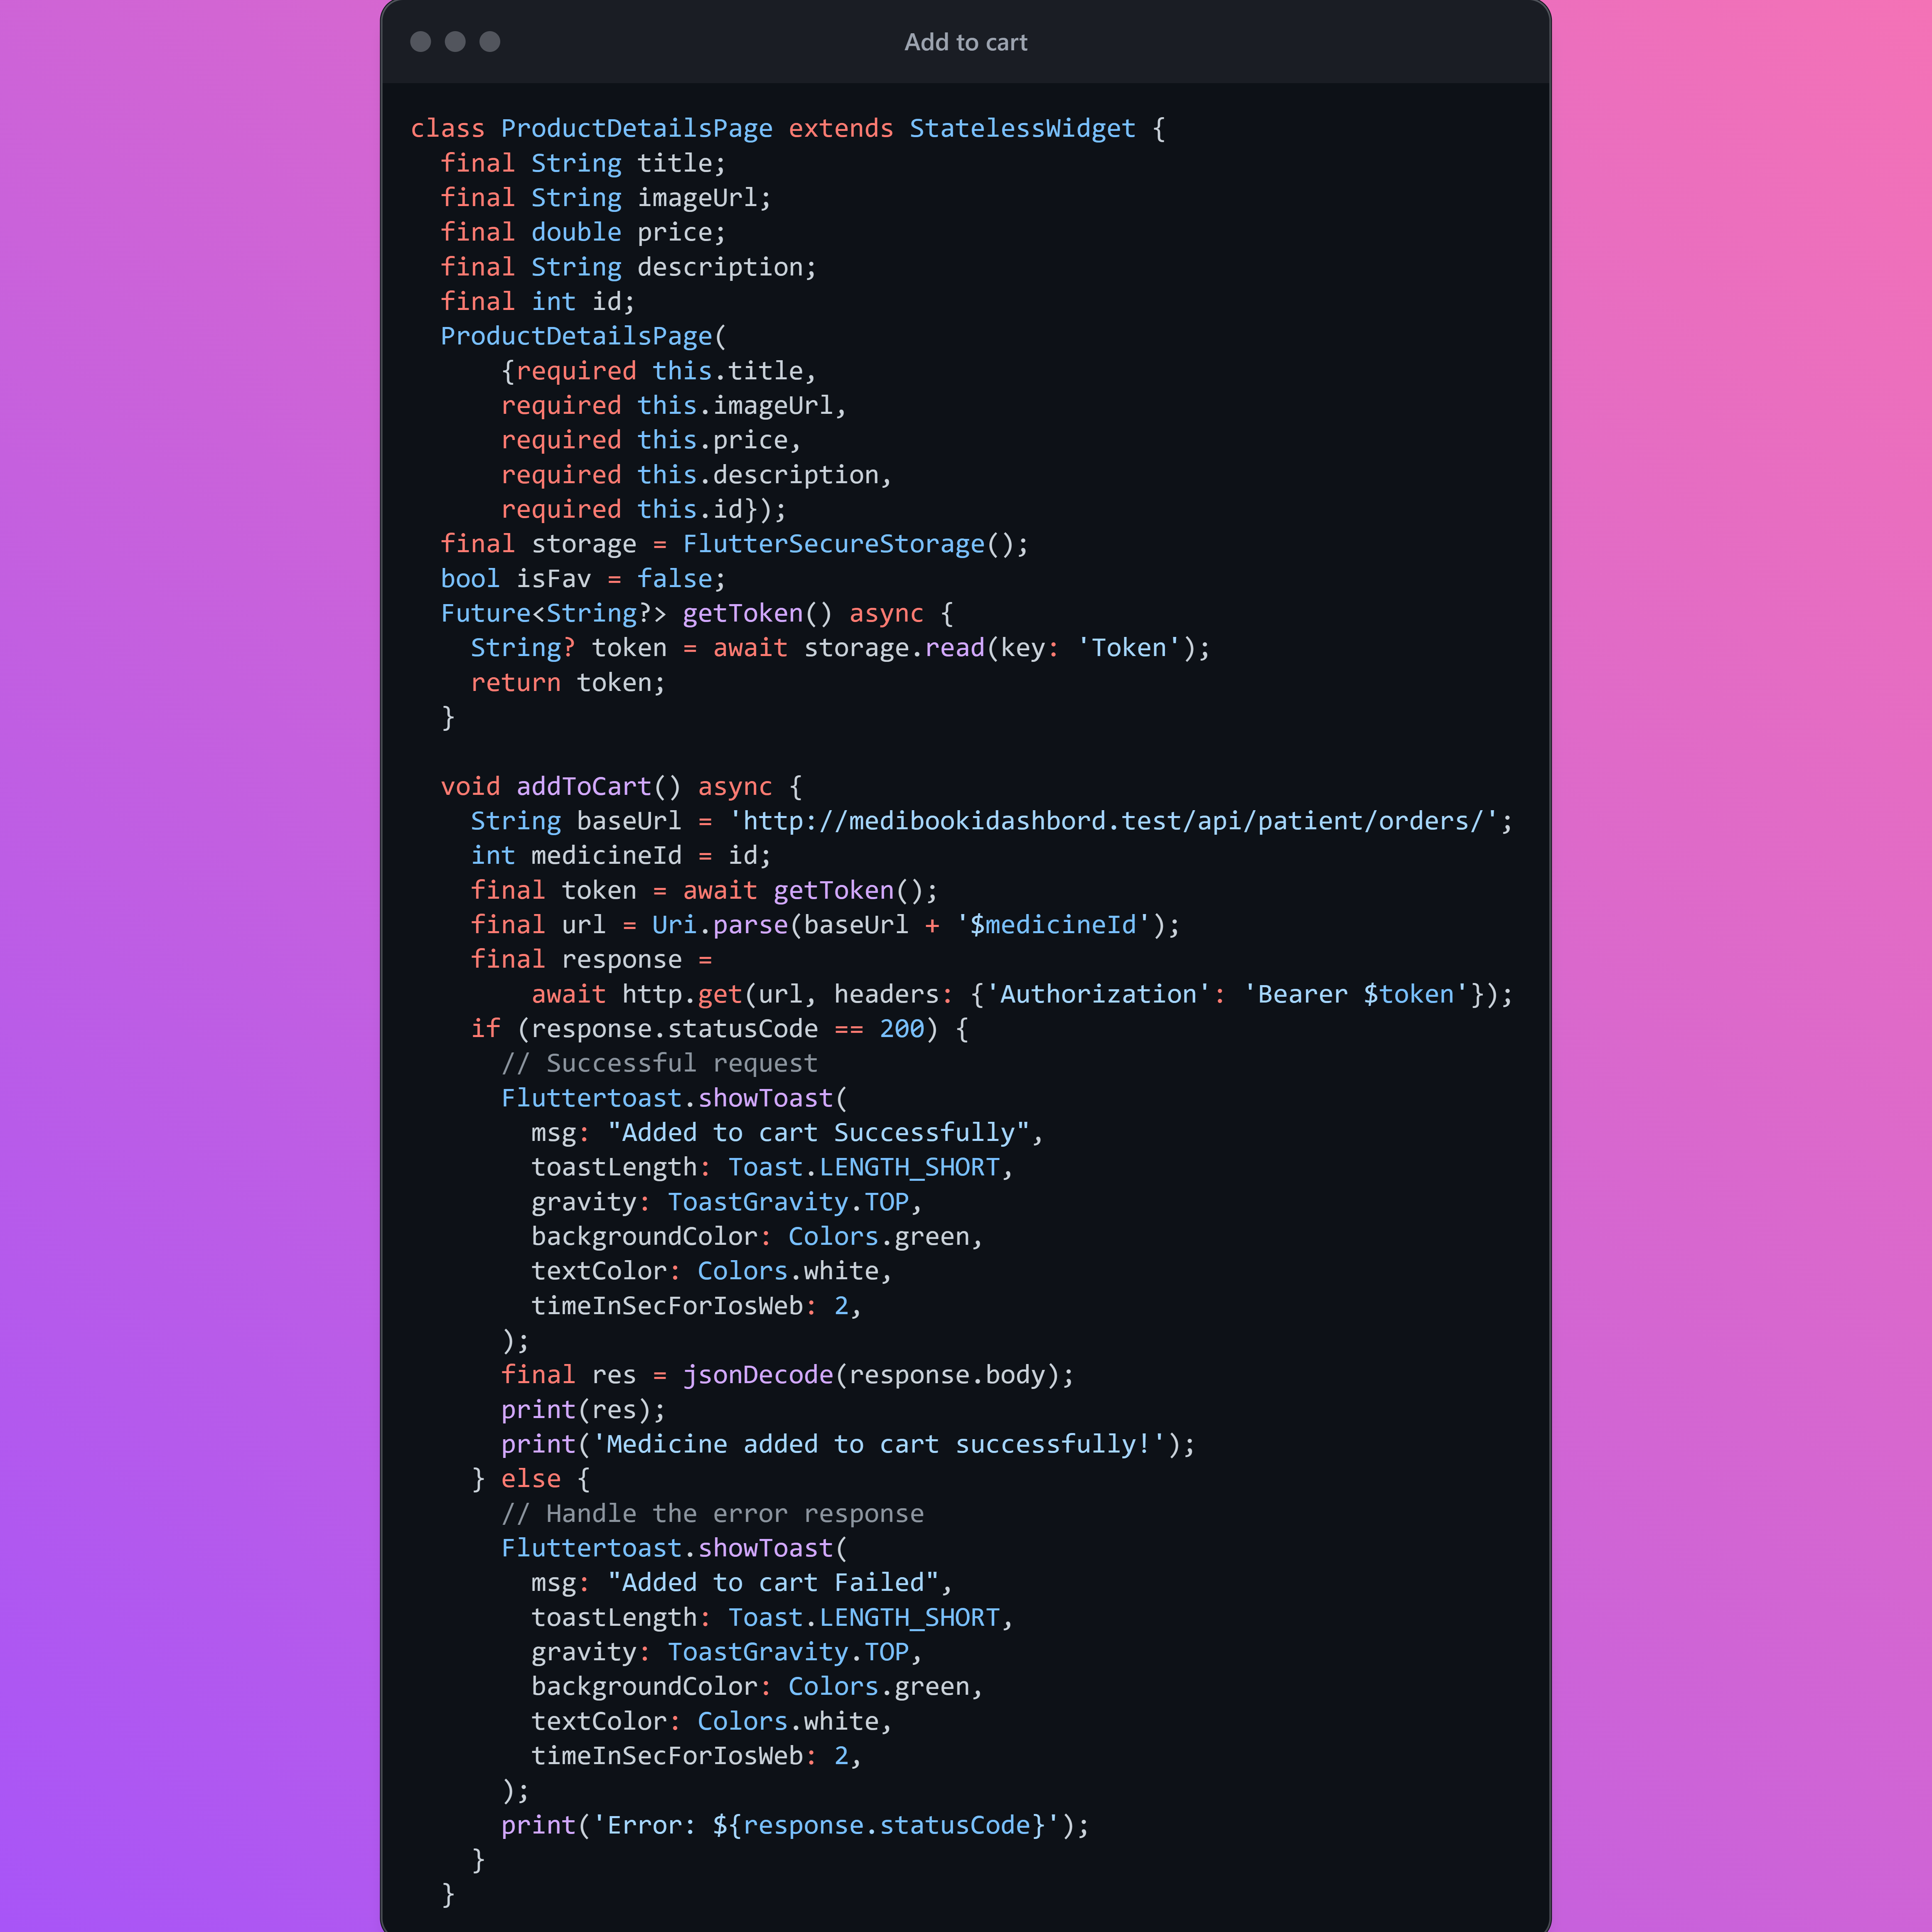 Add to cart
class ProductDetailsPage extends StatelessWidget {
  final String title;
  final String imageUrl;
  final double price;
  final String description;
  final int id;
  ProductDetailsPage(
      {required this.title,
      required this.imageUrl,
      required this.price,
      required this.description,
      required this.id});
  final storage = FlutterSecureStorage();
  bool isFav = false;
  Future<String?> getToken() async {
    String? token = await storage.read(key: 'Token');
    return token;
  }

  void addToCart() async {
    String baseUrl = 'http://medibookidashbord.test/api/patient/orders/';
    int medicineId = id;
    final token = await getToken();
    final url = Uri.parse(baseUrl + '$medicineId');
    final response =
        await http.get(url, headers: {'Authorization': 'Bearer $token'});
    if (response.statusCode == 200) {
      // Successful request
      Fluttertoast.showToast(
        msg: "Added to cart Successfully",
        toastLength: Toast.LENGTH_SHORT,
        gravity: ToastGravity.TOP,
        backgroundColor: Colors.green,
        textColor: Colors.white,
        timeInSecForIosWeb: 2,
      );
      final res = jsonDecode(response.body);
      print(res);
      print('Medicine added to cart successfully!');
    } else {
      // Handle the error response
      Fluttertoast.showToast(
        msg: "Added to cart Failed",
        toastLength: Toast.LENGTH_SHORT,
        gravity: ToastGravity.TOP,
        backgroundColor: Colors.green,
        textColor: Colors.white,
        timeInSecForIosWeb: 2,
      );
      print('Error: ${response.statusCode}');
    }
  }